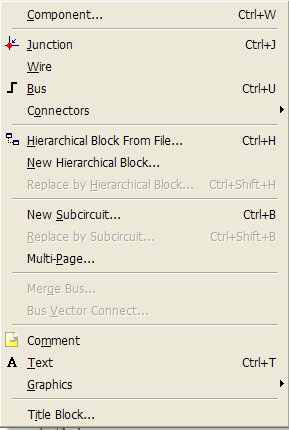 Component... Ctrl+W
Junction Ctrl+J
Wire
Bus Ctrl+U
Connectors
Hierarchical Block From File... Ctrl+H
New Hierarchical Block...
Replace by Hierarchical Block... Ctrl+Shift+H
New Subcircuit... Ctrl+B
Replace by Subcircuit... Ctrl+Shift+B
Multi-Page...
Merge Bus...
Bus Vector Connect...
Comment
A Text Ctrl+T
Graphics
Title Block...